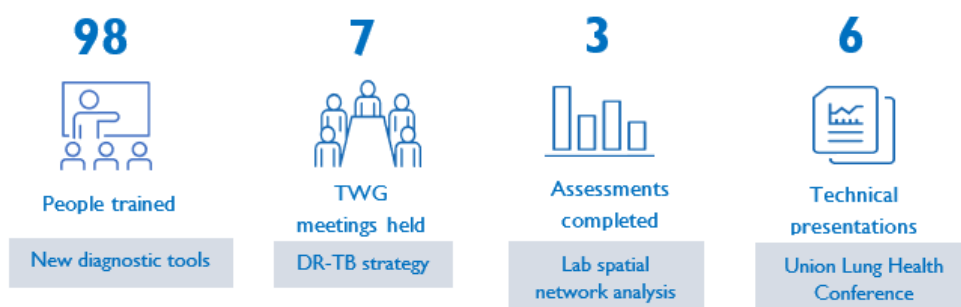 98
People trained
New diagnostic tools
7
TWG
meetings held
DR-TB strategy
3
Assessments
completed
Lab spatial
network analysis
6
Technical
presentations
Union Lung Health
Conference